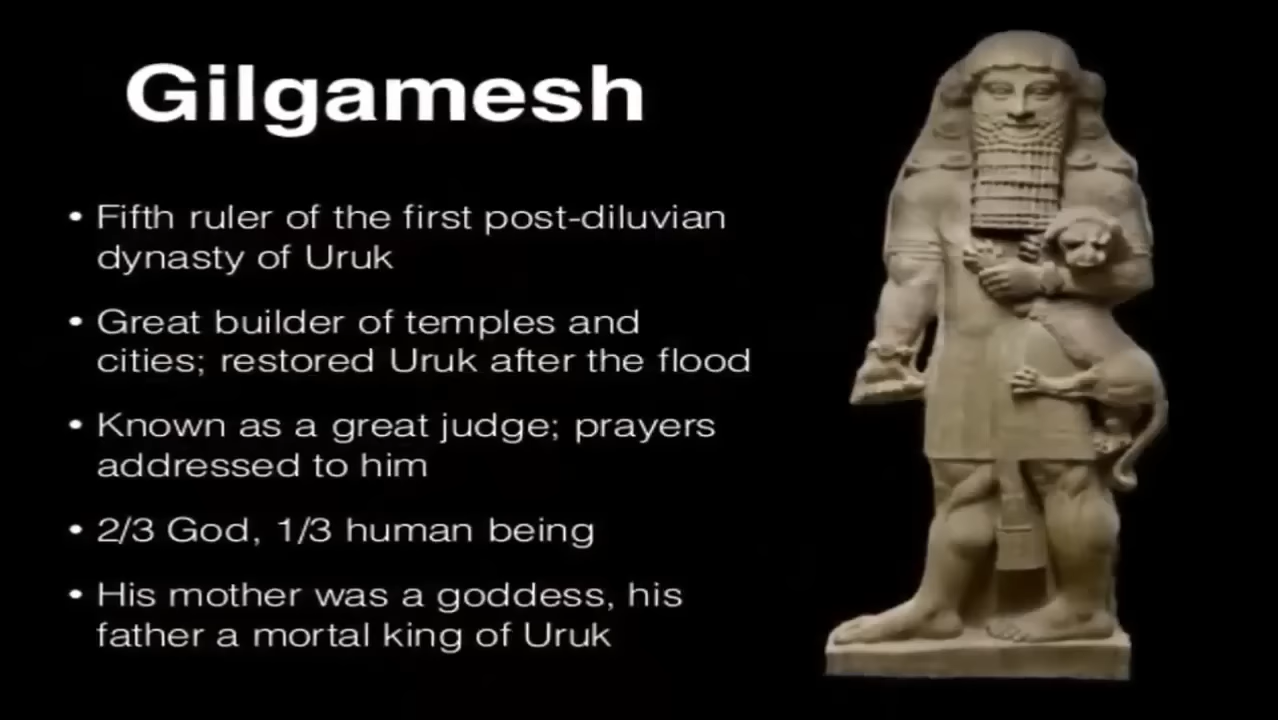 Gilgamesh
• Fifth ruler of the first post-diluvian
dynasty of Uruk
• Great builder of temples and
cities; restored Uruk after the flood
• Known as a great judge; prayers
addressed to him
• 2/3 God, 1/3 human being
• His mother was a goddess, his
father a mortal king of Uruk